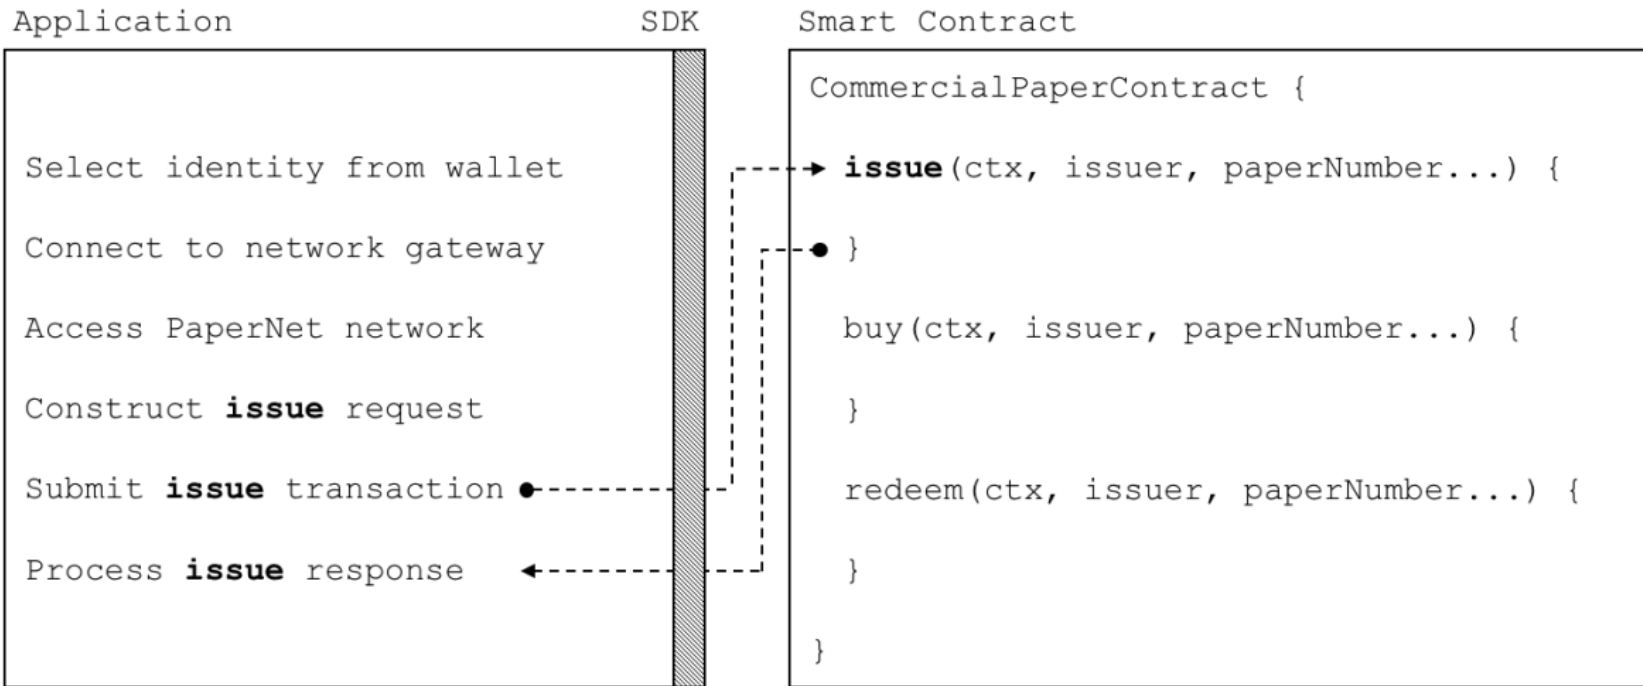 Application
SDK
Select identity from wallet
Connect to network gateway
Access PaperNet network
Construct issue request
Submit issue transaction
Process issue response
Smart Contract
CommercialPaperContract {
issue(ctx, issuer, paperNumber...) {
}
buy(ctx, issuer, paperNumber...) {
}
redeem(ctx, issuer, paperNumber...) {
}
}